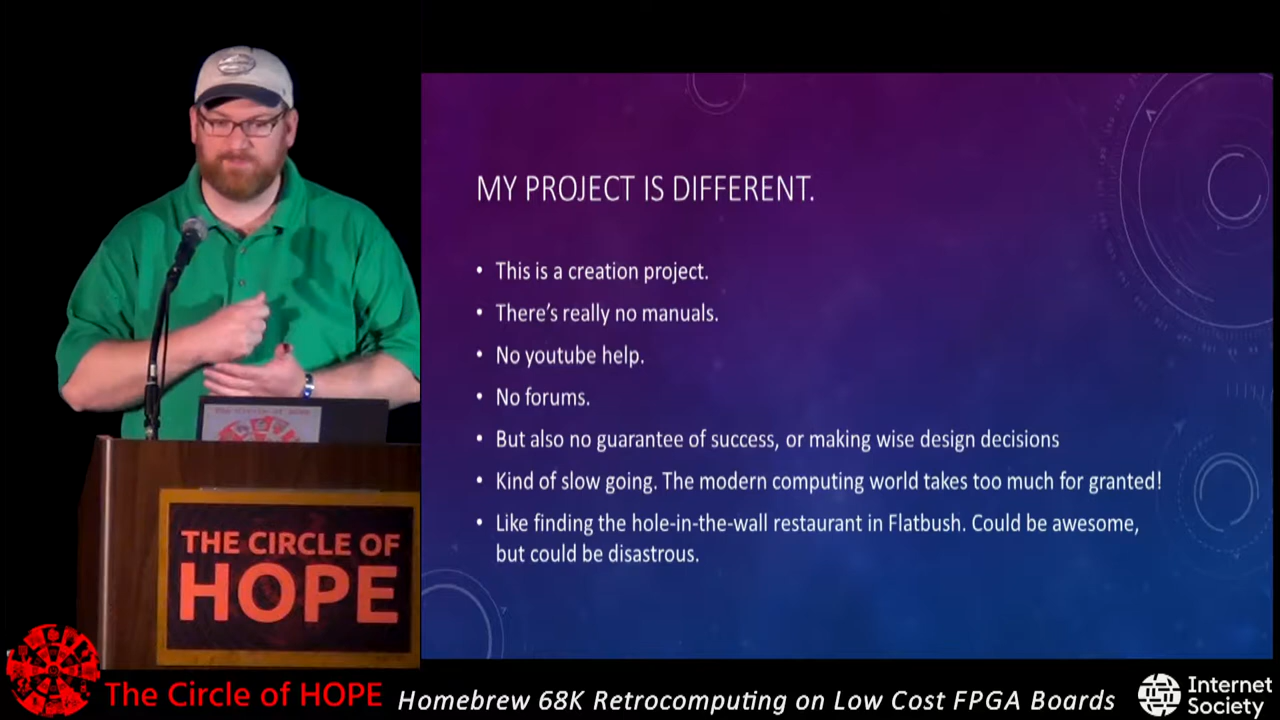 MY PROJECT IS DIFFERENT.
• This is a creation project.
• There's really no manuals.
• No youtube help.
• No forums.
• But also no guarantee of success, or making wise design decisions
• Kind of slow going. The modern computing world takes too much for granted!
• Like finding the hole-in-the-wall restaurant in Flatbush. Could be awesome,
but could be disastrous.
The Circle of HOPE
THE CIRCLE OF
HOPE
The Circle of HOPE
Homebrew 68K Retrocomputing on Low Cost FPGA Boards
Internet
Society